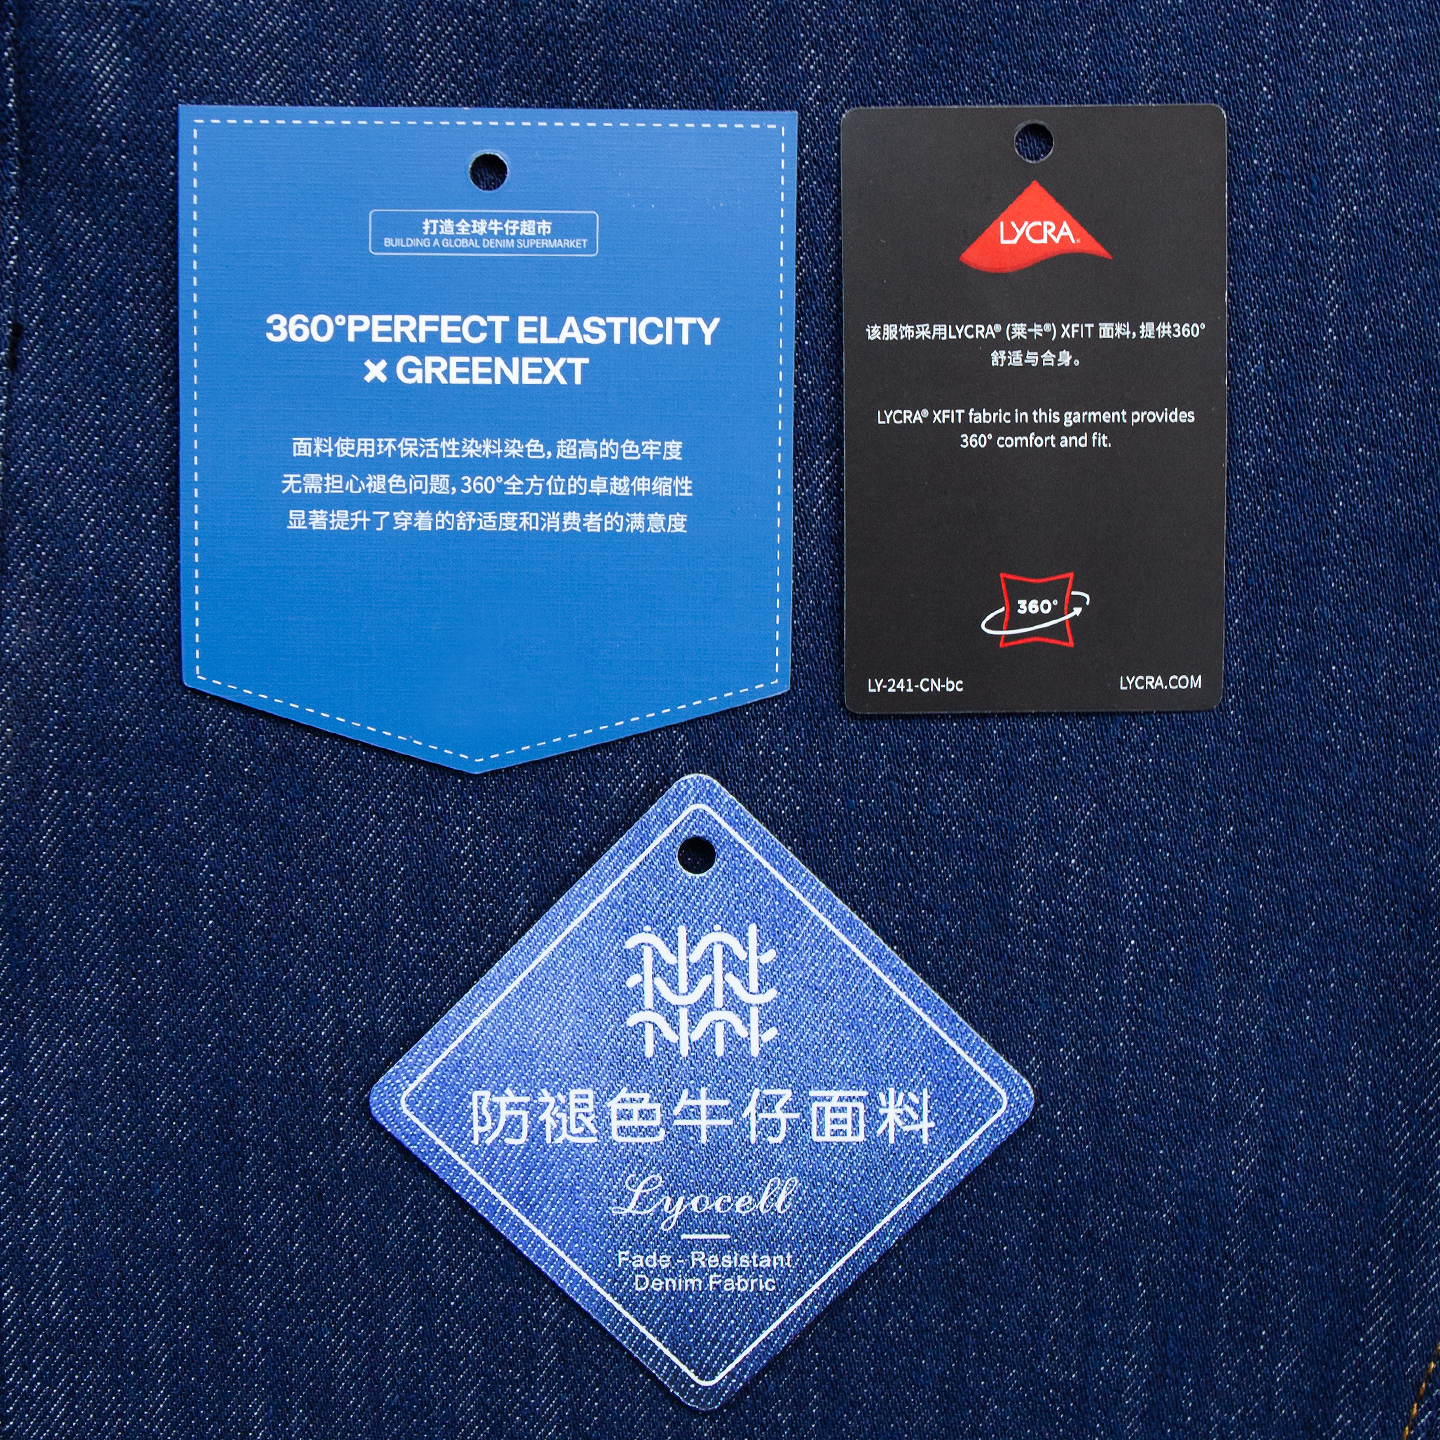 打造全球牛仔超市
BUILDING A GLOBAL DENIM SUPERMARKET
360°PERFECT ELASTICITY
× GREENEXT
面料使用环保活性染料染色,超高的色牢度
无需担心褪色问题,360°全方位的卓越伸缩性
显著提升了穿着的舒适度和消费者的满意度
LYCRA®
该服饰采用LYCRA® (莱卡®) XFIT 面料,提供360°
舒适与合身。
LYCRA® XFIT fabric in this garment provides
360° comfort and fit.
360°
LY-241-CN-bc
LYCRA.COM
防褪色牛仔面料
Lyocell
Fade - Resistant
Denim Fabric